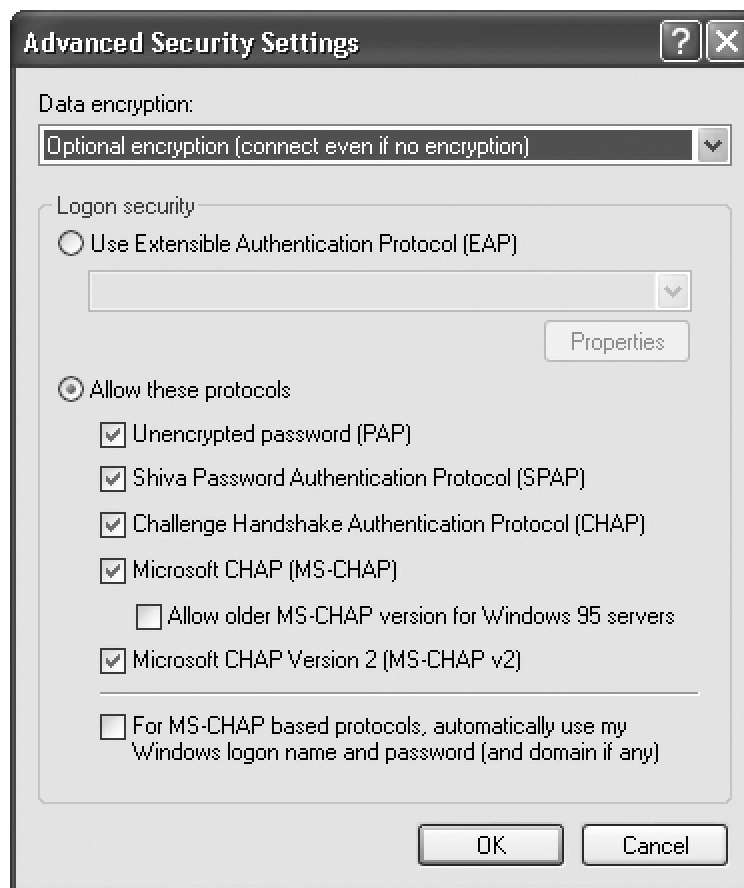 Advanced Security Settings
Data encryption:
Optional encryption (connect even if no encryption)
Logon security
Use Extensible Authentication Protocol (EAP)
Properties
Allow these protocols
Unencrypted password (PAP)
Shiva Password Authentication Protocol (SPAP)
Challenge Handshake Authentication Protocol (CHAP)
Microsoft CHAP (MS-CHAP)
Allow older MS-CHAP version for Windows 95 servers
Microsoft CHAP Version 2 (MS-CHAP v2)
For MS-CHAP based protocols, automatically use my
Windows logon name and password (and domain if any)
OK
Cancel